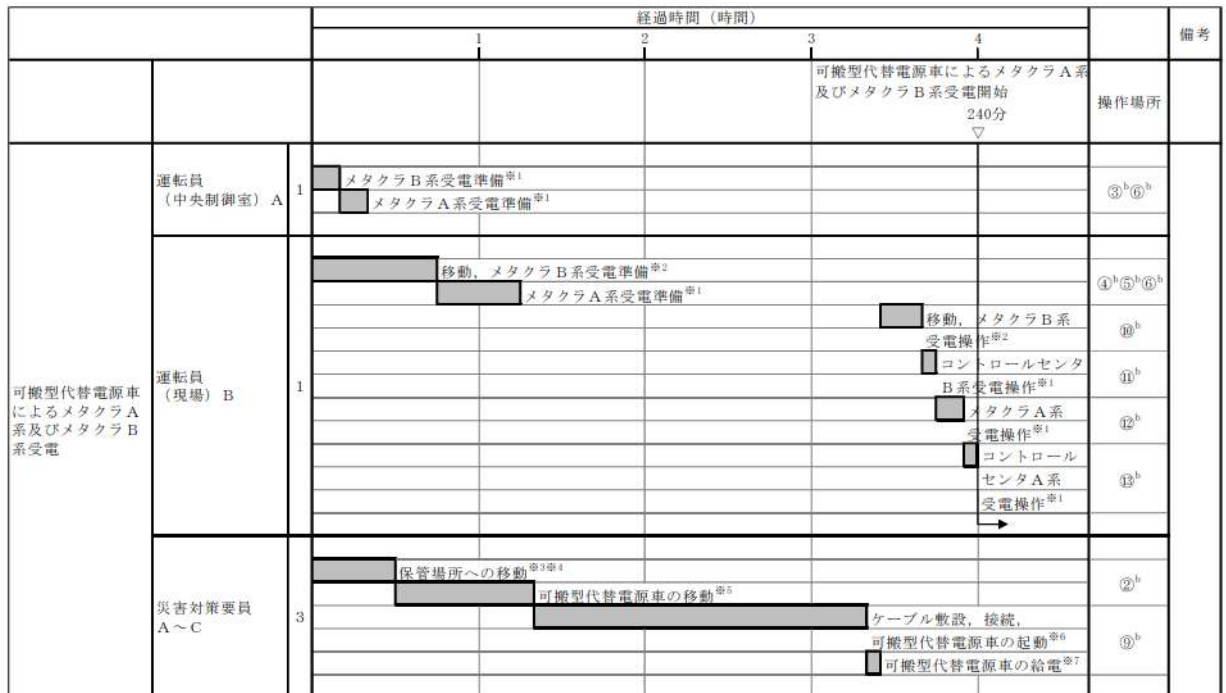 経過時間（時間）
備考
1
2
3
4
可搬型代替電源車によるメタクラＡ系
及びメタクラＢ系受電開始
240分
▽
操作場所
可搬型代替電源車
によるメタクラＡ
系及びメタクラＢ
系受電
運転員
（中央制御室）Ａ
1
メタクラＢ系受電準備※1
メタクラＡ系受電準備※1
③b⑥b
運転員
（現場）Ｂ
1
移動，メタクラＢ系受電準備※2
メタクラＡ系受電準備※1
④b⑤b⑥b
移動，メタクラＢ系
受電操作※2
⑩b
コントロールセンタ
Ｂ系受電操作※1
⑪b
メタクラＡ系
受電操作※1
⑫b
コントロール
センタＡ系
受電操作※1
⑬b
災害対策要員
Ａ～Ｃ
3
保管場所への移動※3※4
可搬型代替電源車の移動※5
②b
ケーブル敷設，接続，
可搬型代替電源車の起動※6
可搬型代替電源車の給電※7
⑨b